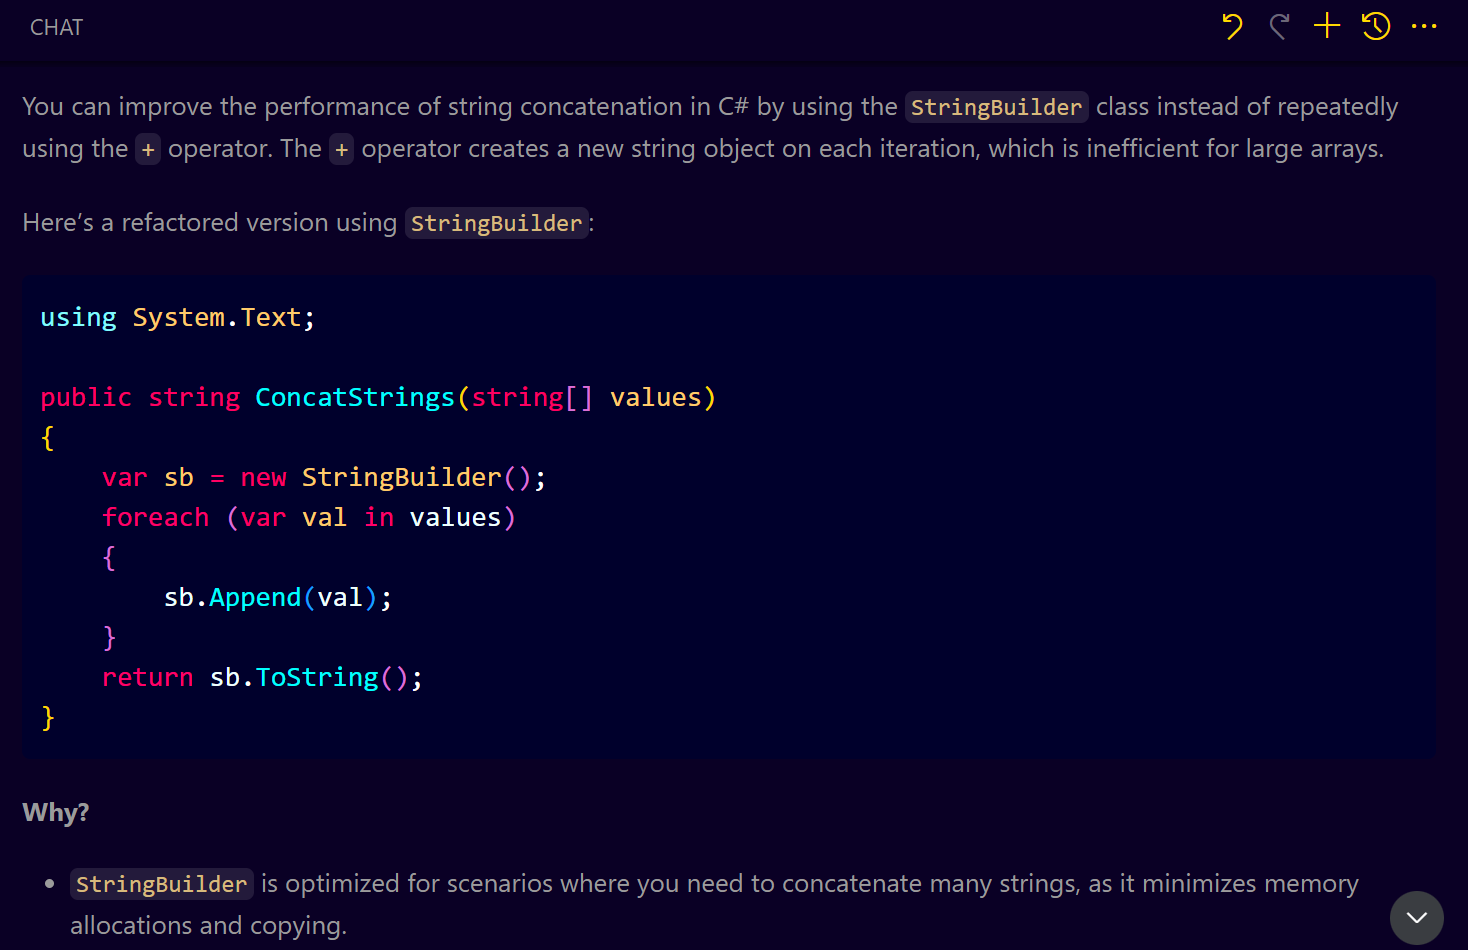 CHAT
You can improve the performance of string concatenation in C# by using the StringBuilder class instead of repeatedly
using the + operator. The + operator creates a new string object on each iteration, which is inefficient for large arrays.
Here’s a refactored version using StringBuilder:
using System.Text;
public string ConcatStrings(string[] values)
{
    var sb = new StringBuilder();
    foreach (var val in values)
    {
        sb.Append(val);
    }
    return sb.ToString();
}
Why?
• StringBuilder is optimized for scenarios where you need to concatenate many strings, as it minimizes memory
allocations and copying.